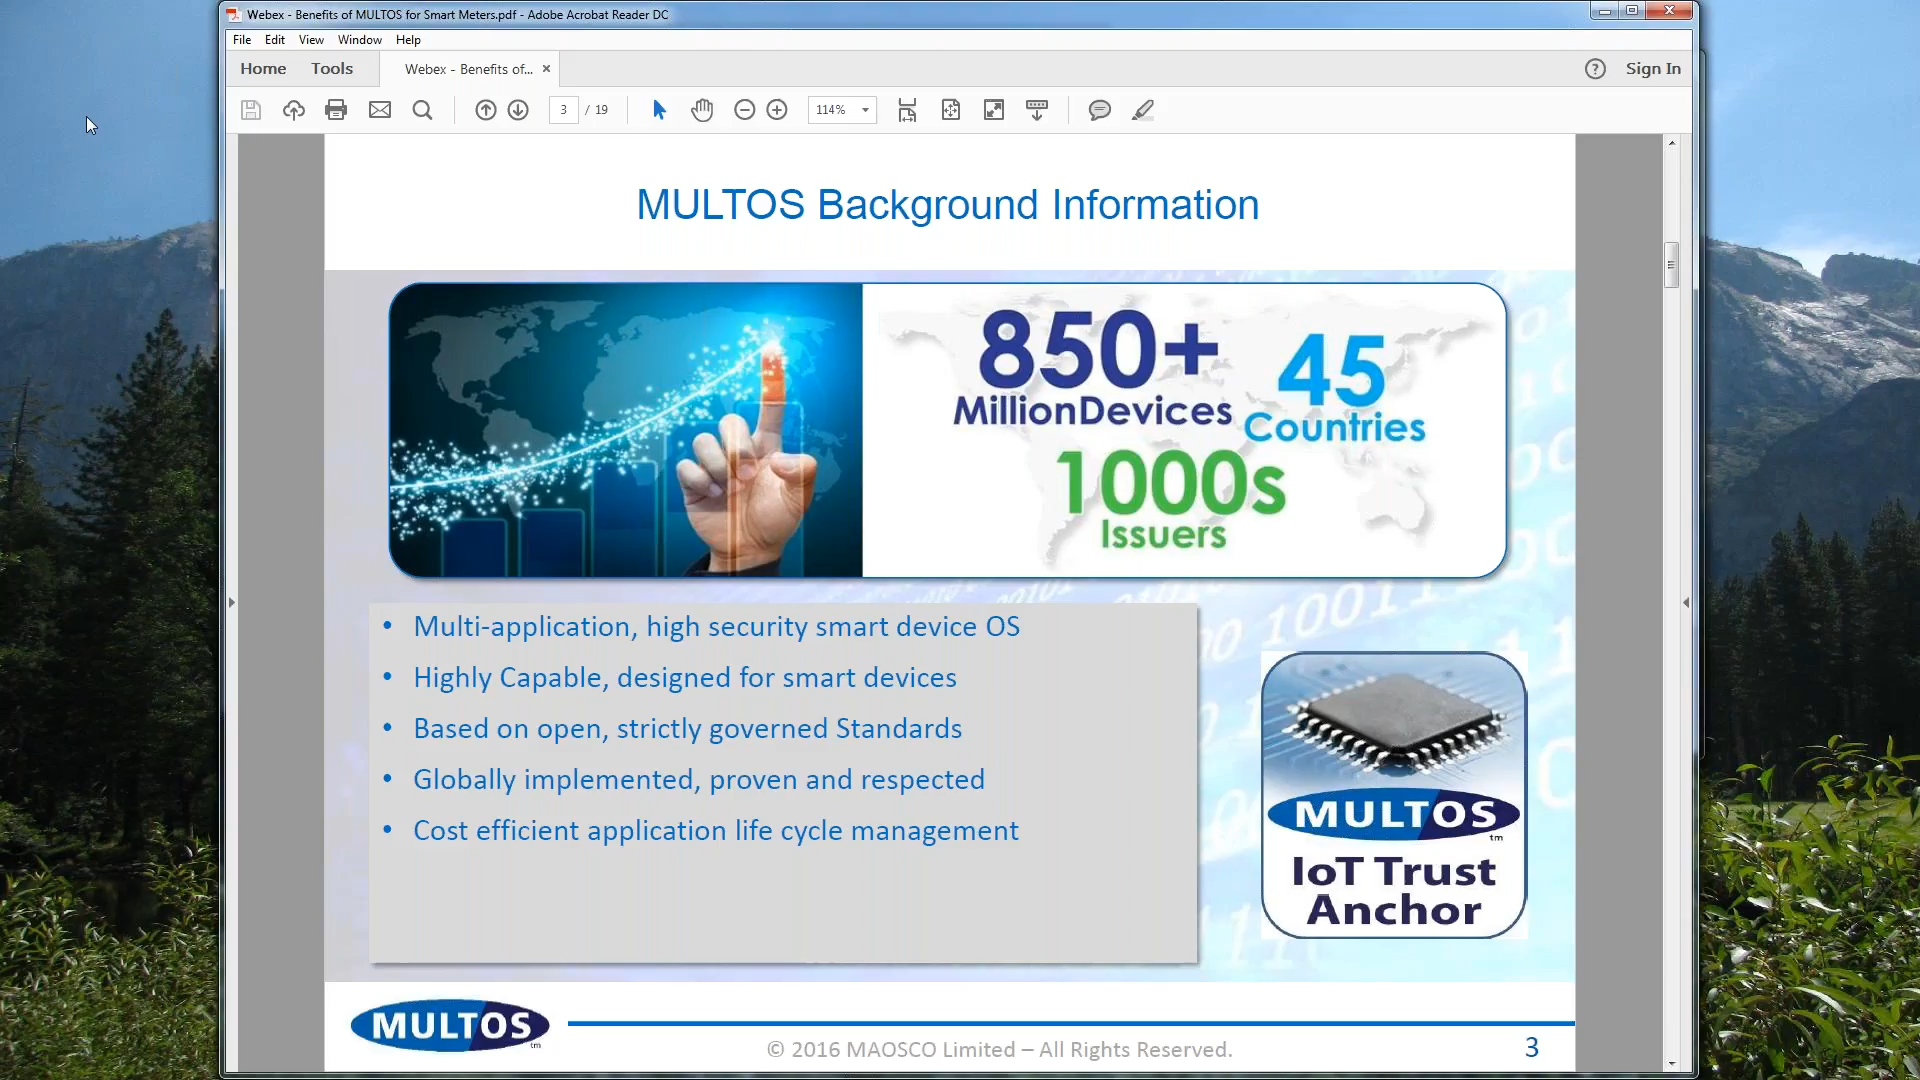 Webex - Benefits of MULTOS for Smart Meters.pdf - Adobe Acrobat Reader DC
File Edit View Window Help
Home Tools Webex - Benefits of... × ? Sign In
3 / 19 114%
MULTOS Background Information
850+
MillionDevices
45
Countries
1000s
Issuers
• Multi-application, high security smart device OS
• Highly Capable, designed for smart devices
• Based on open, strictly governed Standards
• Globally implemented, proven and respected
• Cost efficient application life cycle management
MULTOS
tm
IoT Trust
Anchor
MULTOS
tm
© 2016 MAOSCO Limited – All Rights Reserved.
3